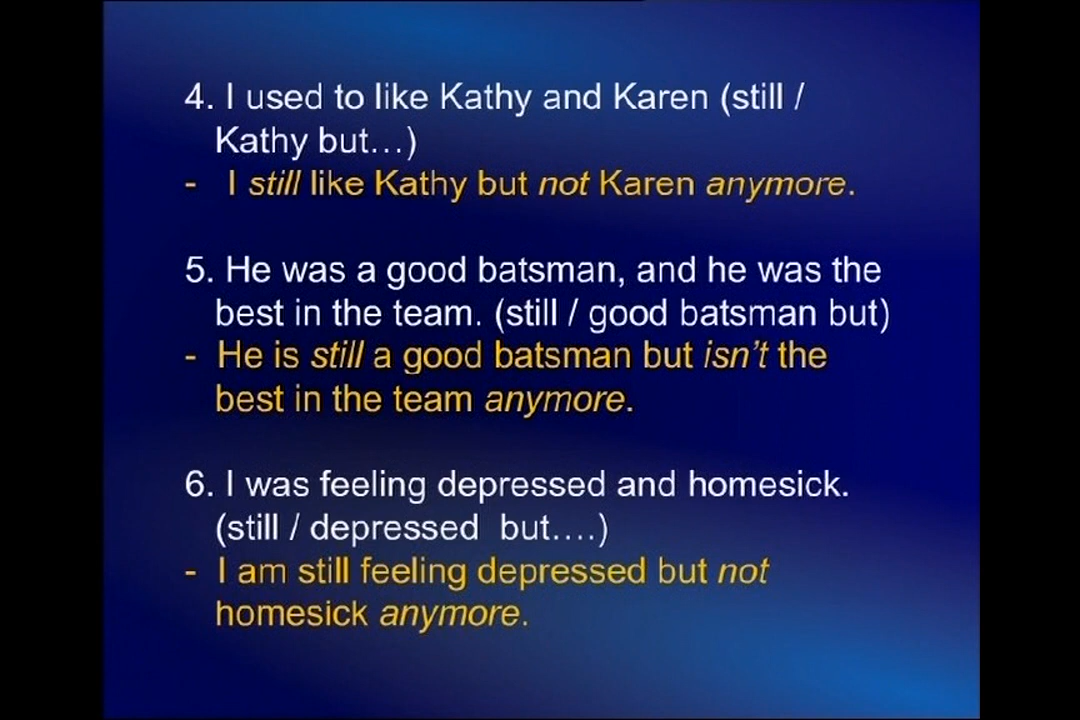 4. I used to like Kathy and Karen (still /
Kathy but…)
- I still like Kathy but not Karen anymore.
5. He was a good batsman, and he was the
best in the team. (still / good batsman but)
- He is still a good batsman but isn't the
best in the team anymore.
6. I was feeling depressed and homesick.
(still / depressed but….)
- I am still feeling depressed but not
homesick anymore.